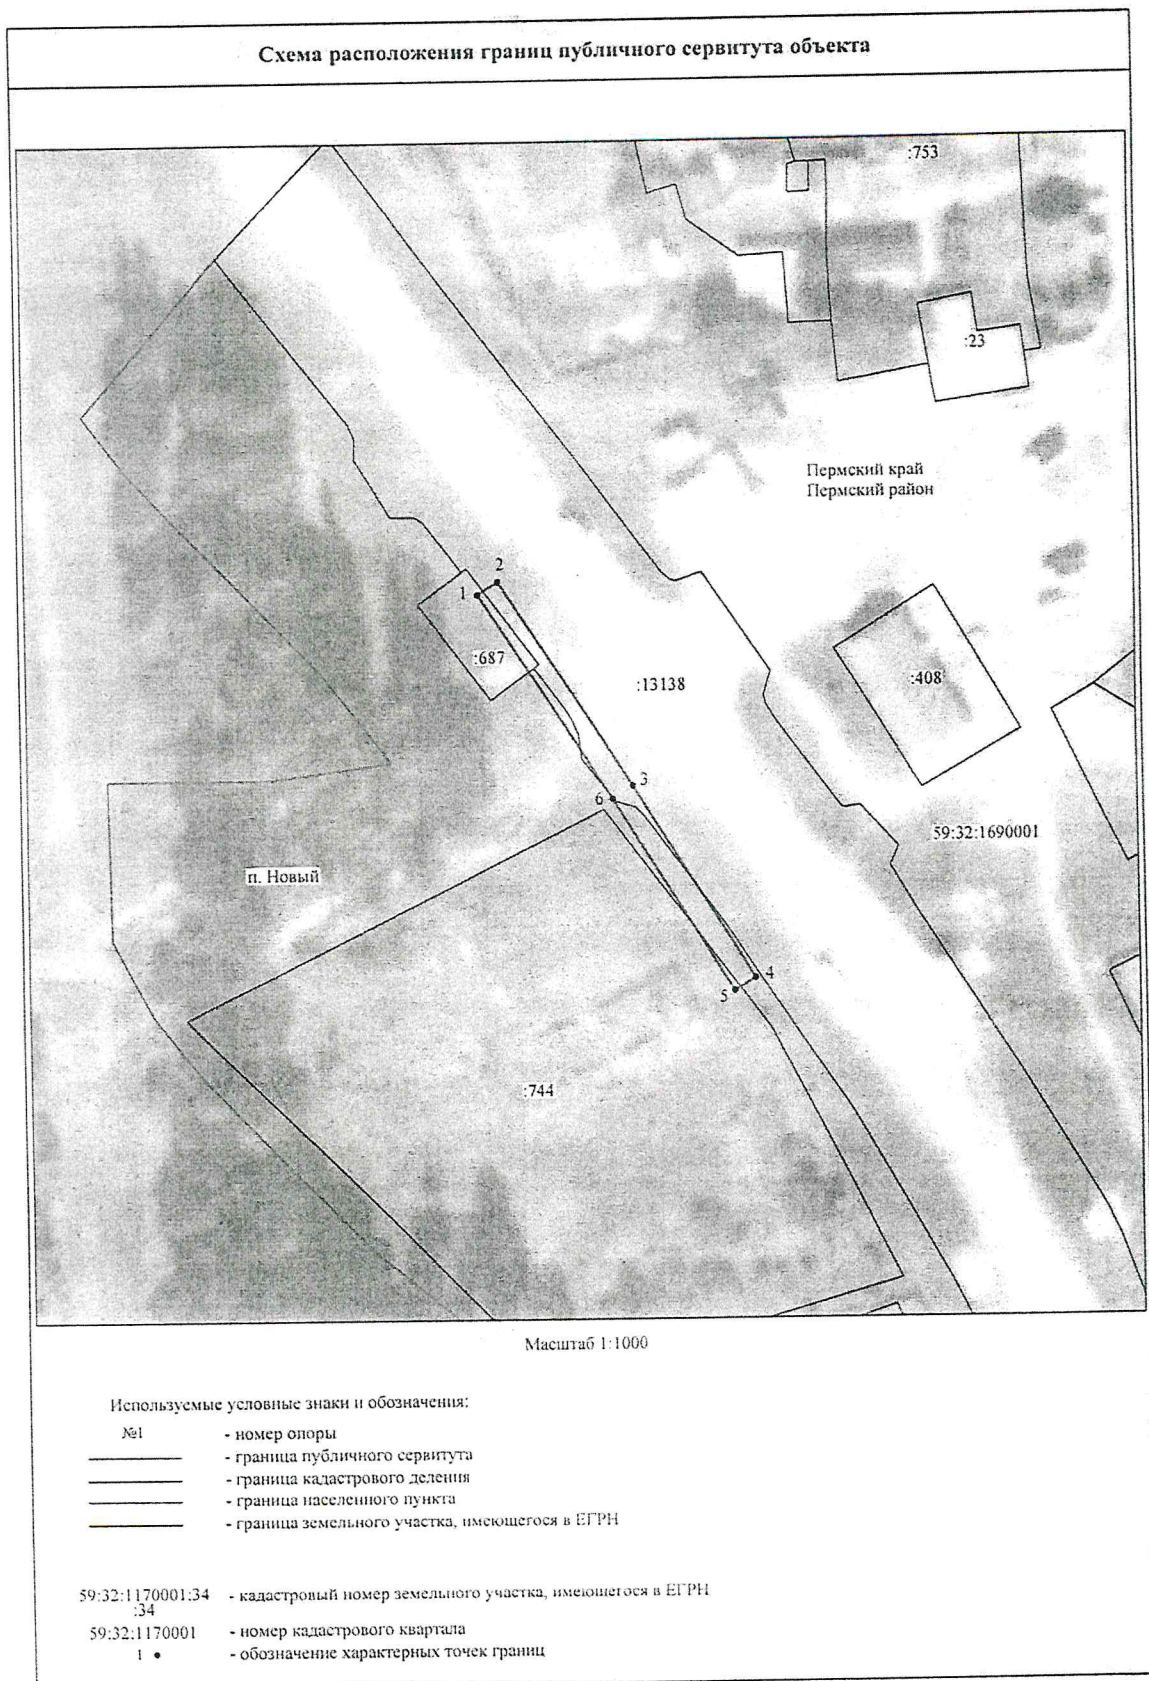 Схема расположения границ публичного сервитута объекта
:753
:23
Пермский край
Пермский район
2
1
:687
:13138
:408
3
6
59:32:1690001
п. Новый
4
5
:744
Масштаб 1:1000
Используемые условные знаки и обозначения:
№1 - номер опоры
- граница публичного сервитута
- граница кадастрового деления
- граница населенного пункта
- граница земельного участка, имеющегося в ЕГРН
59:32:1170001:34 - кадастровый номер земельного участка, имеющегося в ЕГРН
:34
59:32:1170001 - номер кадастрового квартала
1 • - обозначение характерных точек границ